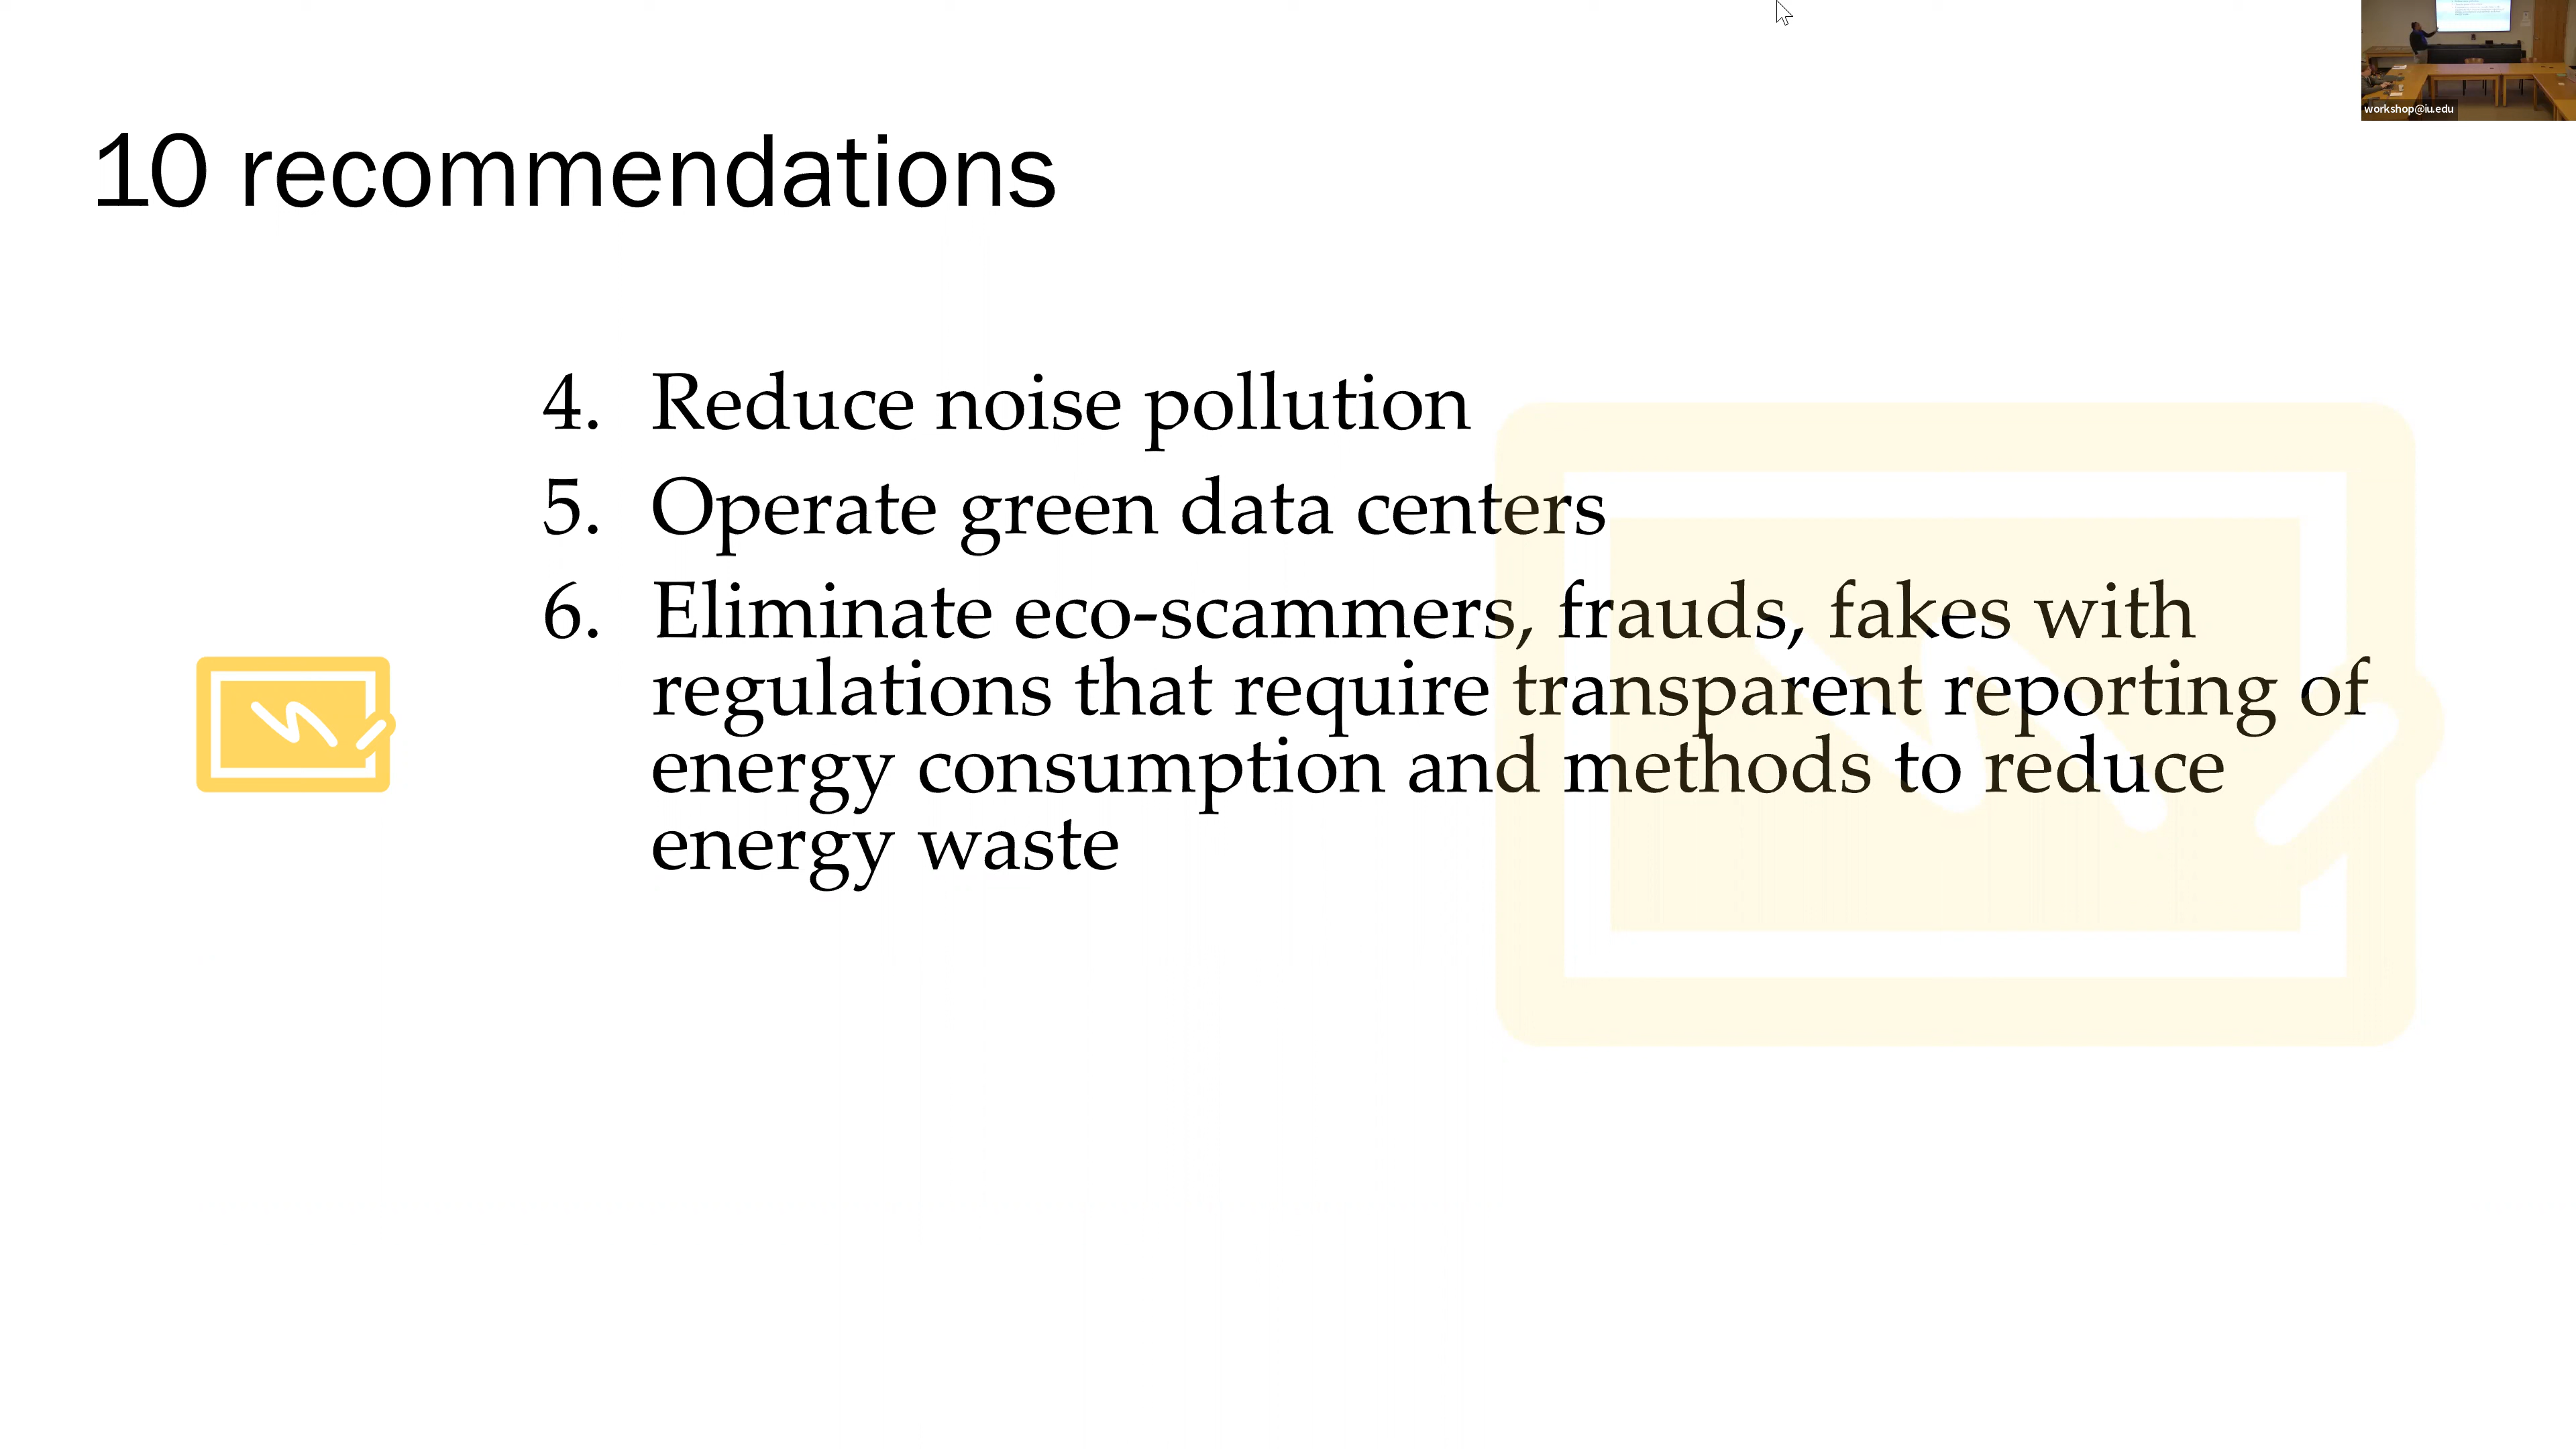 workshop@iu.edu
10 recommendations
4. Reduce noise pollution
5. Operate green data centers
6. Eliminate eco-scammers, frauds, fakes with
regulations that require transparent reporting of
energy consumption and methods to reduce
energy waste